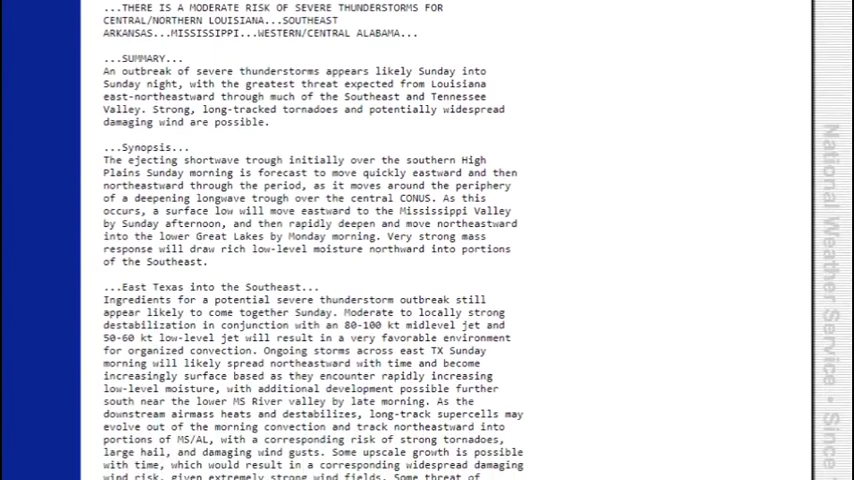 ...THERE IS A MODERATE RISK OF SEVERE THUNDERSTORMS FOR
CENTRAL/NORTHERN LOUISIANA...SOUTHEAST
ARKANSAS...MISSISSIPPI...WESTERN/CENTRAL ALABAMA...
...SUMMARY...
An outbreak of severe thunderstorms appears likely Sunday into
Sunday night, with the greatest threat expected from Louisiana
east-northeastward through much of the Southeast and Tennessee
Valley. Strong, long-tracked tornadoes and potentially widespread
damaging wind are possible.
...Synopsis...
The ejecting shortwave trough initially over the southern High
Plains Sunday morning is forecast to move quickly eastward and then
northeastward through the period, as it moves around the periphery
of a deepening longwave trough over the central CONUS. As this
occurs, a surface low will move eastward to the Mississippi Valley
by Sunday afternoon, and then rapidly deepen and move northeastward
into the lower Great Lakes by Monday morning. Very strong mass
response will draw rich low-level moisture northward into portions
of the Southeast.
...East Texas into the Southeast...
Ingredients for a potential severe thunderstorm outbreak still
appear likely to come together Sunday. Moderate to locally strong
destabilization in conjunction with an 80-100 kt midlevel jet and
50-60 kt low-level jet will result in a very favorable environment
for organized convection. Ongoing storms across east TX Sunday
morning will likely spread northeastward with time and become
increasingly surface based as they encounter rapidly increasing
low-level moisture, with additional development possible further
south near the lower MS River valley by late morning. As the
downstream airmass heats and destabilizes, long-track supercells may
evolve out of the morning convection and track northeastward into
portions of MS/AL, with a corresponding risk of strong tornadoes,
large hail, and damaging wind gusts. Some upscale growth is possible
with time, which would result in a corresponding widespread damaging
wind risk, given extremely strong wind fields. Some threat of
National Weather Service • Since